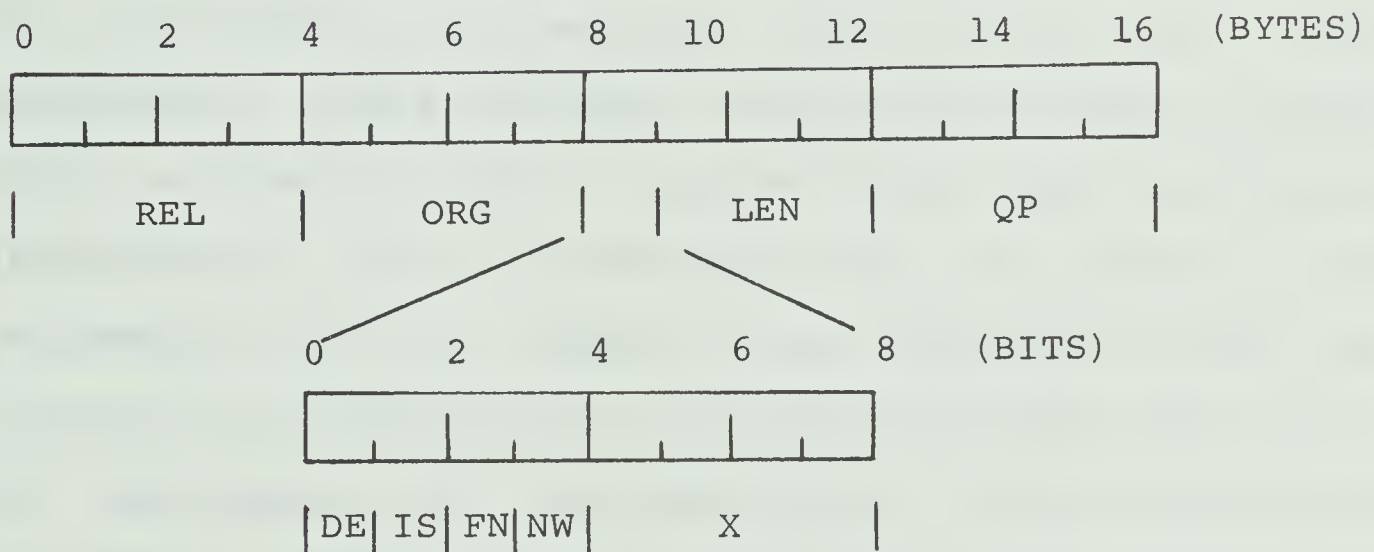 0 2 4 6 8 10 12 14 16 (BYTES)
REL ORG LEN QP
0 2 4 6 8 (BITS)
DE IS FN NW X